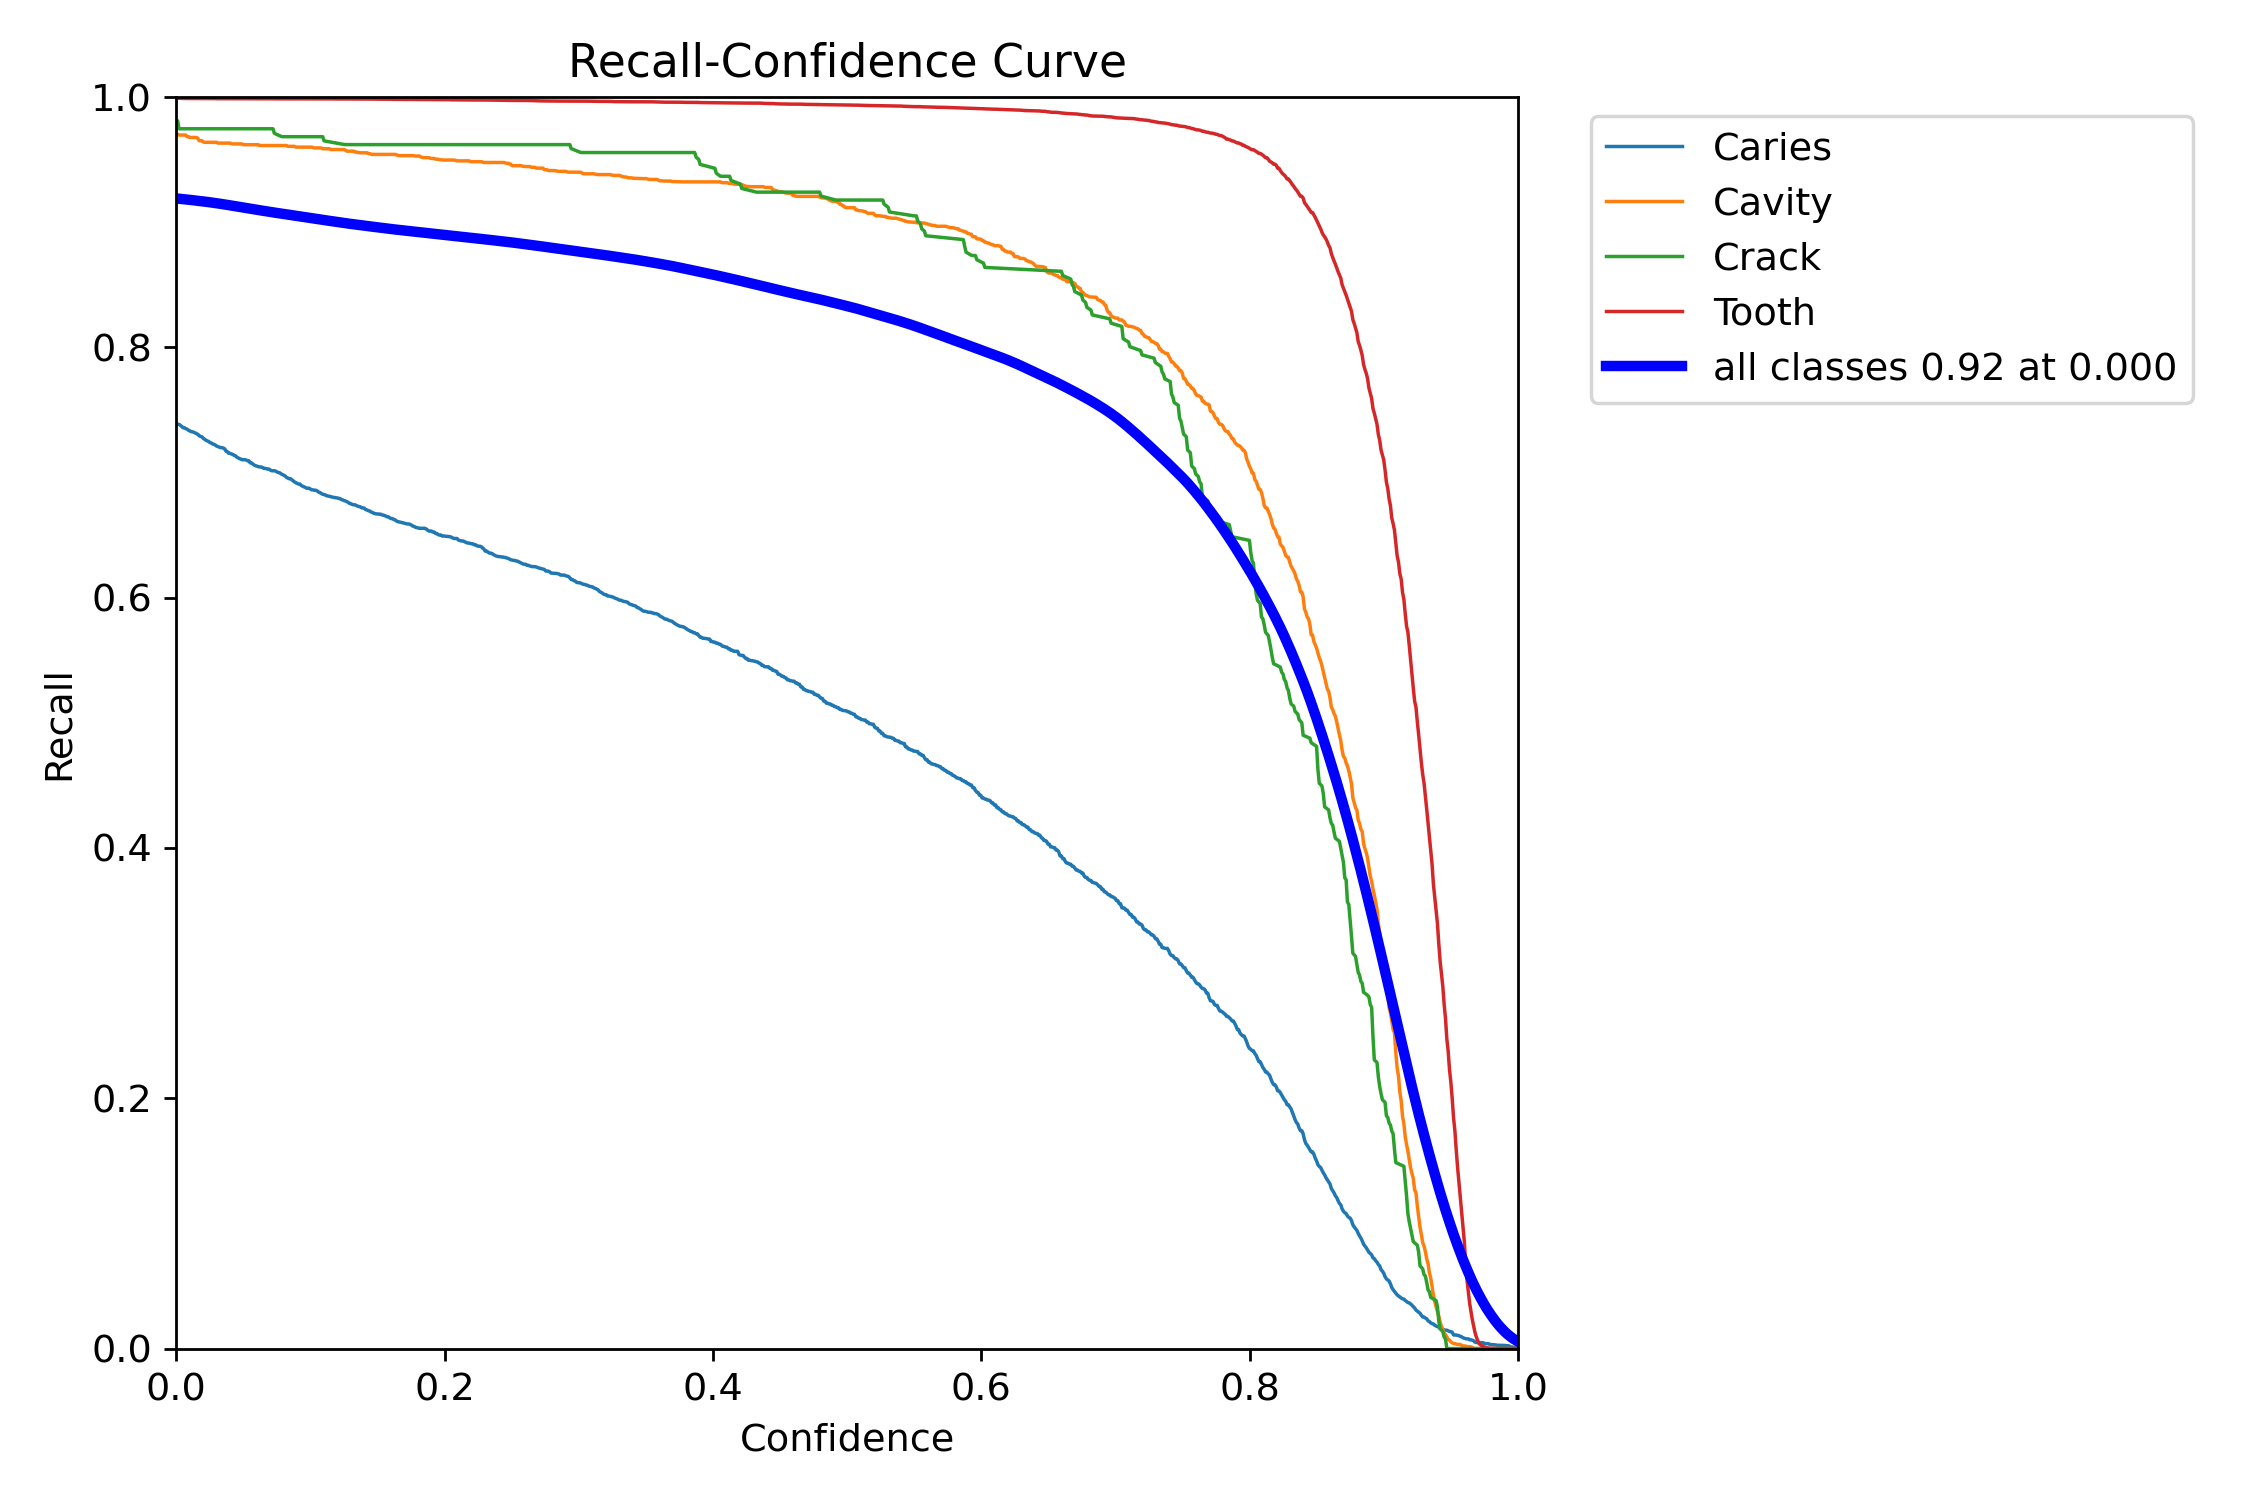 Recall-Confidence Curve
1.0
0.8
0.6
0.4
0.2
0.0
Recall
0.0 0.2 0.4 0.6 0.8 1.0
Confidence
Caries
Cavity
Crack
Tooth
all classes 0.92 at 0.000